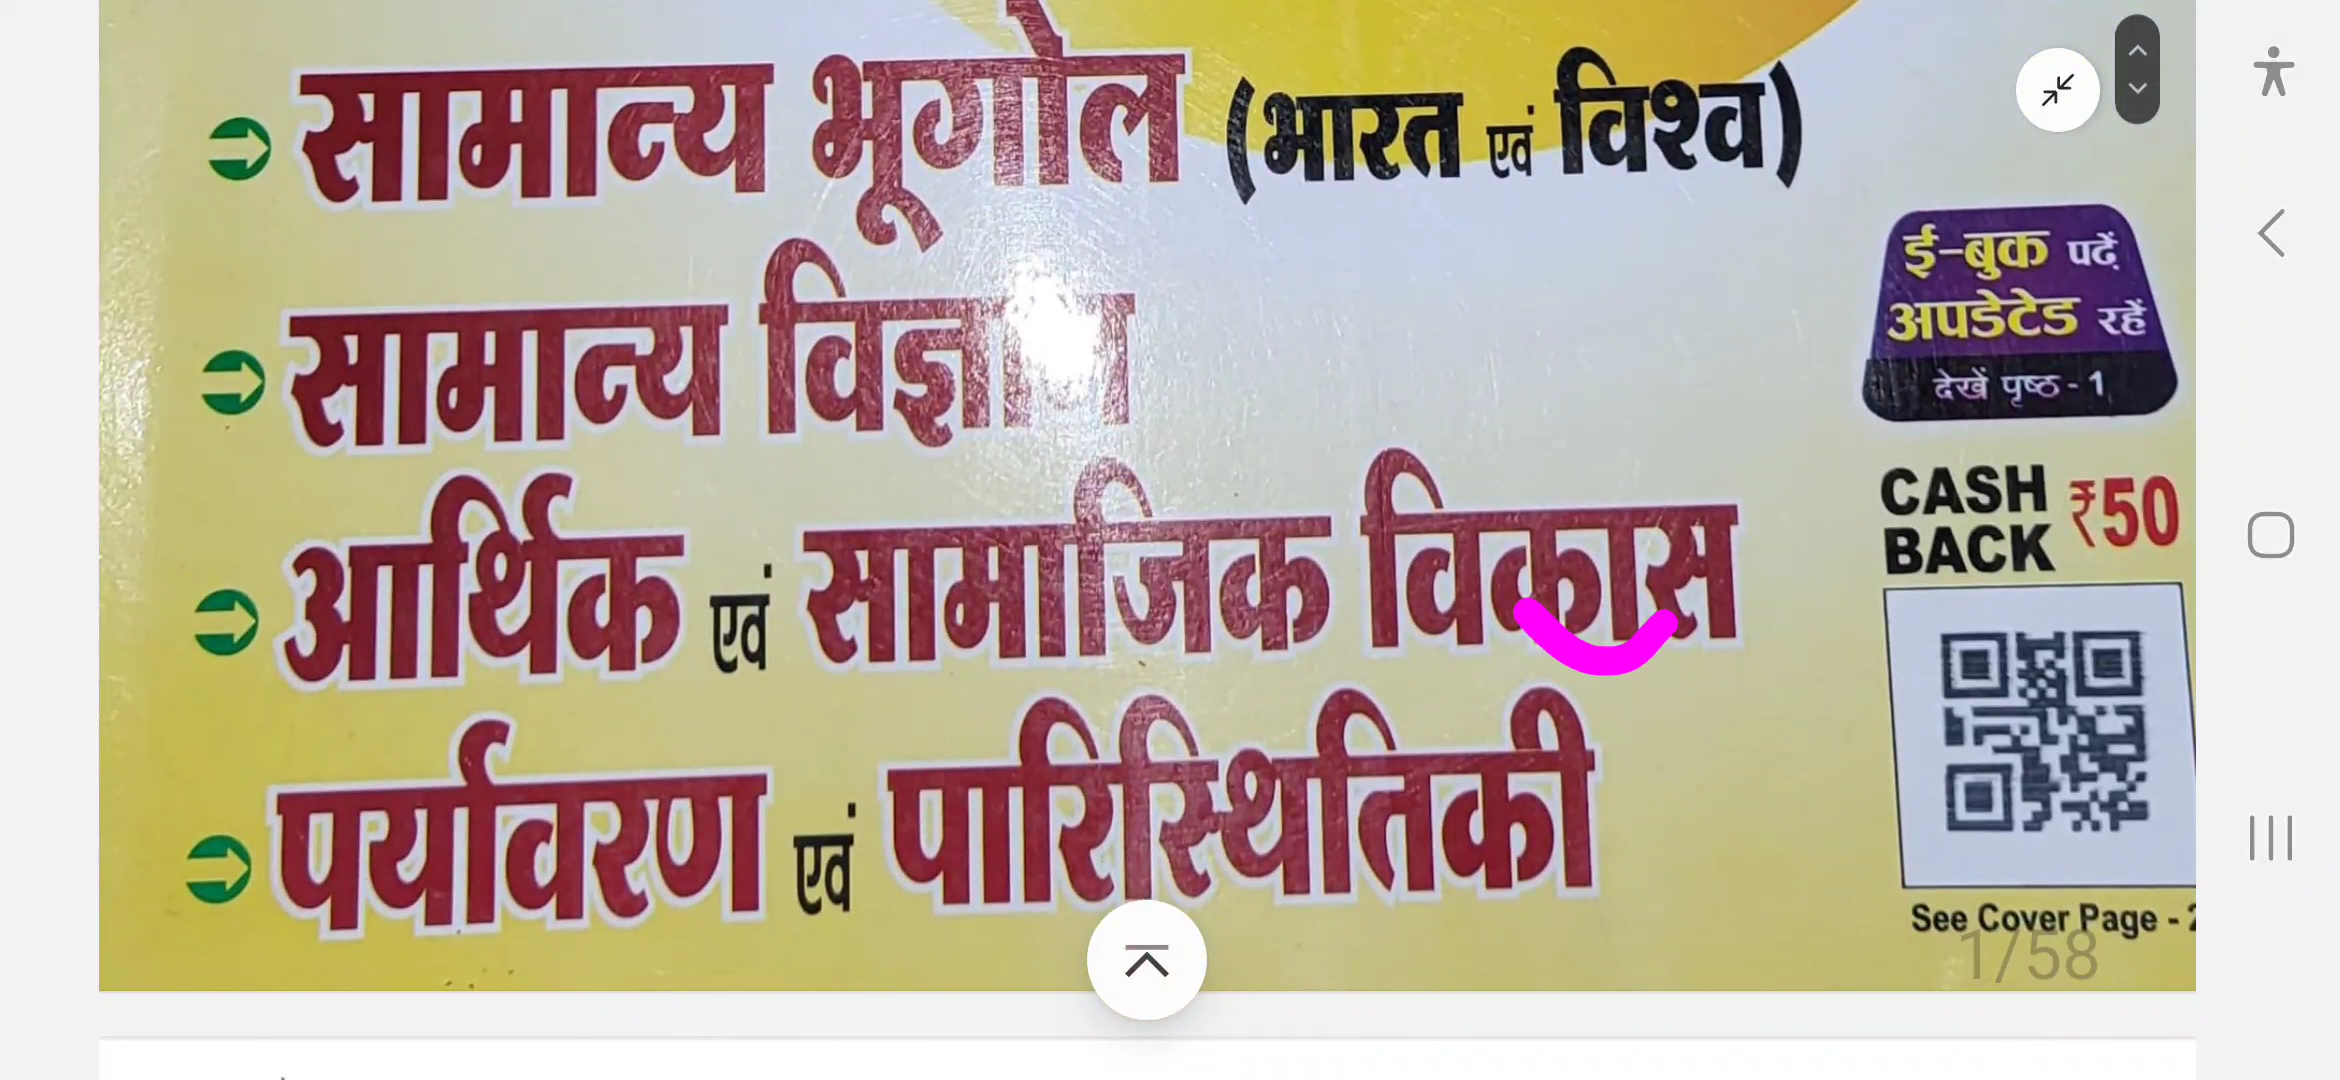 सामान्य भूगोल (भारत एवं विश्व)
सामान्य विज्ञान
आर्थिक एवं सामाजिक विकास
पर्यावरण एवं पारिस्थितिकी
ई-बुक पढ़ें
अपडेटेड रहें
देखें पृष्ठ - 1
CASH BACK ₹50
See Cover Page -
1/58